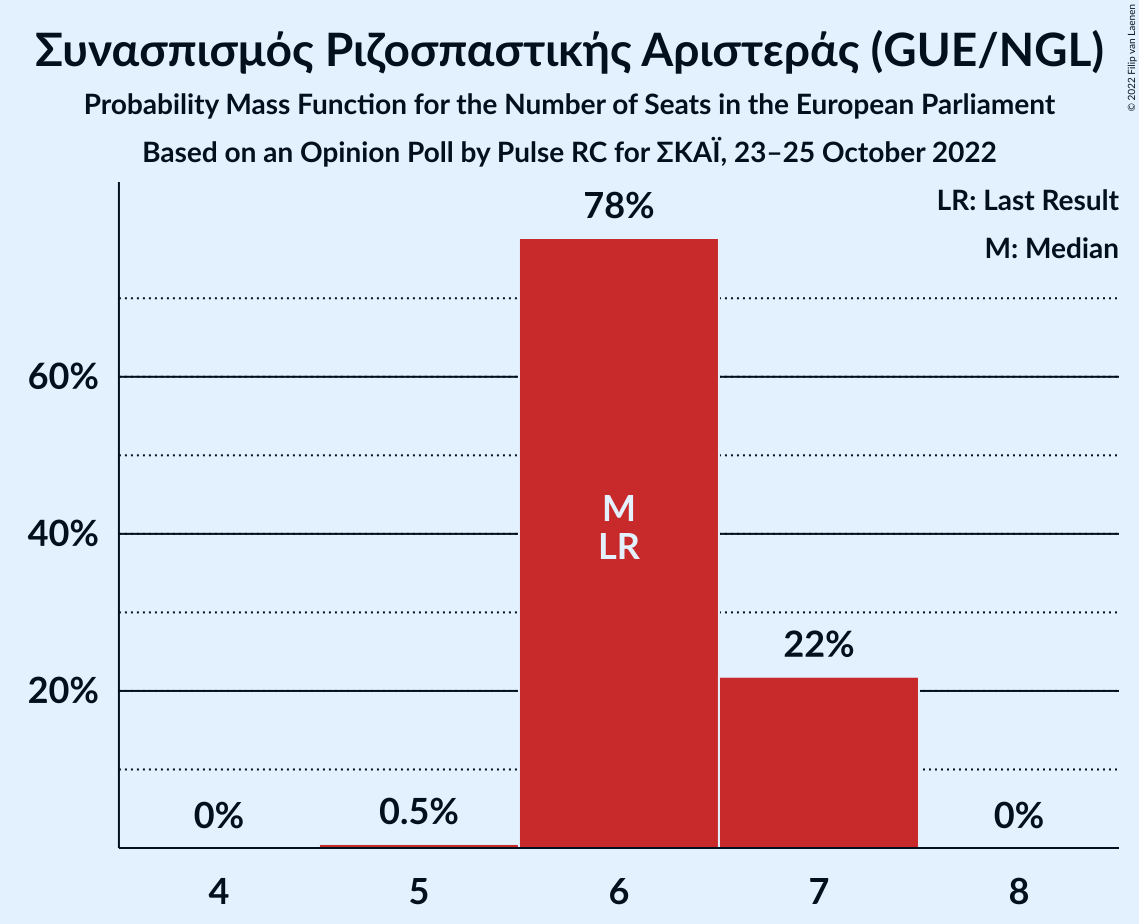 Συνασπισμός Ριζοσπαστικής Αριστεράς (GUE/NGL)
Probability Mass Function for the Number of Seats in the European Parliament
Based on an Opinion Poll by Pulse RC for ΣΚΑΪ, 23–25 October 2022
© 2022 Filip van Laenen
LR: Last Result
M: Median
78%
60%
M
40%
LR
22%
20%
0%
0.5%
0%
4
5
6
7
8